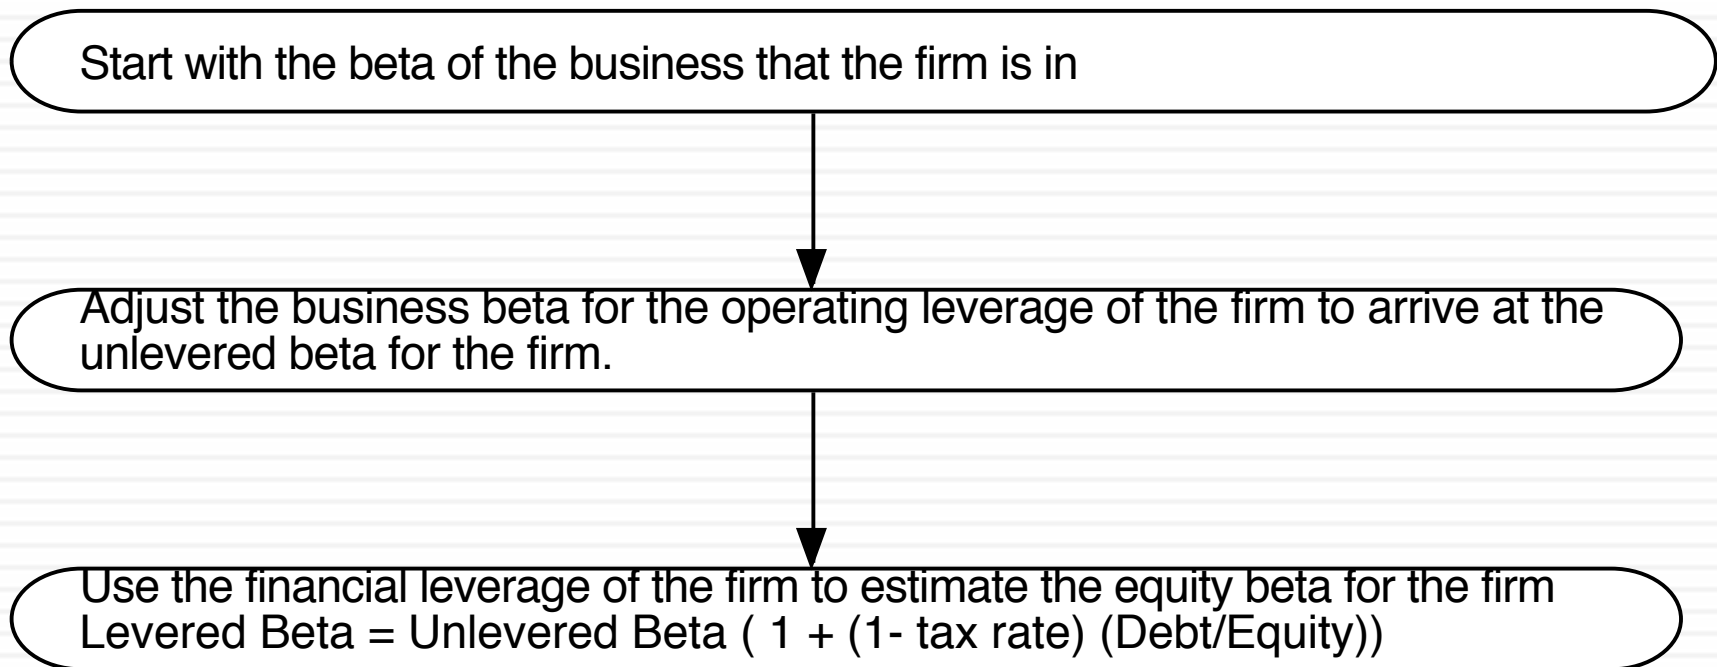 Start with the beta of the business that the firm is in
Adjust the business beta for the operating leverage of the firm to arrive at the
unlevered beta for the firm.
Use the financial leverage of the firm to estimate the equity beta for the firm
Levered Beta = Unlevered Beta ( 1 + (1- tax rate) (Debt/Equity))